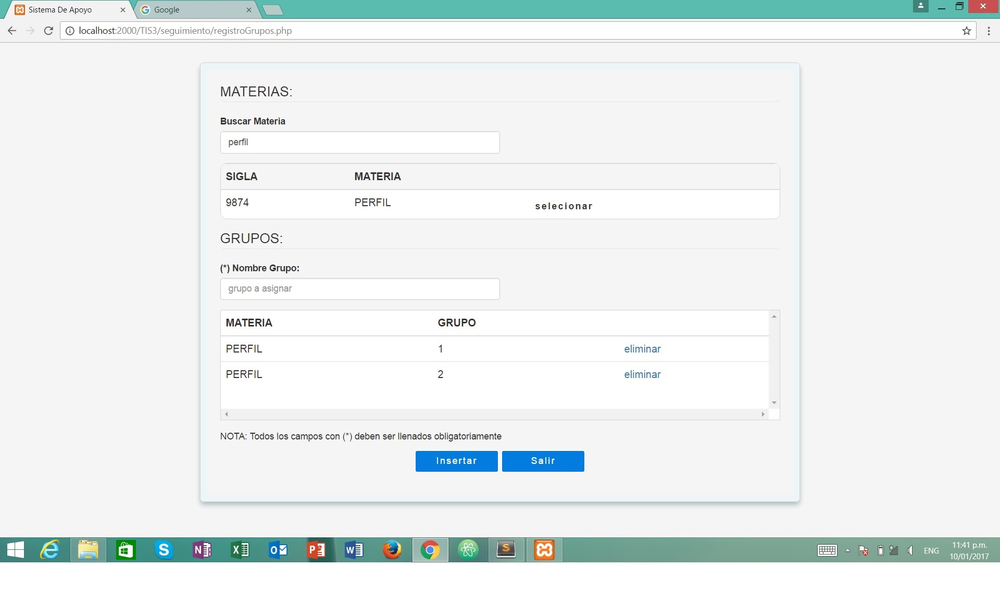 Sistema De Apoyo
Google
localhost:2000/TIS3/seguimiento/registroGrupos.php
MATERIAS:
Buscar Materia
perfil
SIGLA MATERIA
9874 PERFIL selecionar
GRUPOS:
(*) Nombre Grupo:
grupo a asignar
MATERIA GRUPO
PERFIL 1 eliminar
PERFIL 2 eliminar
NOTA: Todos los campos con (*) deben ser llenados obligatoriamente
Insertar Salir
ENG
11:41 p.m.
10/01/2017